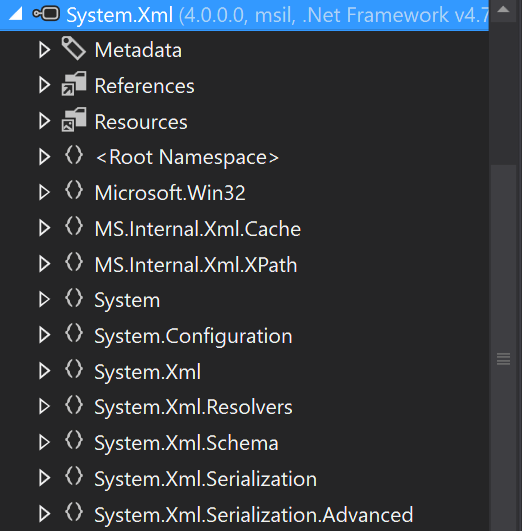 System.Xml (4.0.0.0, msil, .Net Framework v4.7
Metadata
References
Resources
<Root Namespace>
Microsoft.Win32
MS.Internal.Xml.Cache
MS.Internal.Xml.XPath
System
System.Configuration
System.Xml
System.Xml.Resolvers
System.Xml.Schema
System.Xml.Serialization
System.Xml.Serialization.Advanced